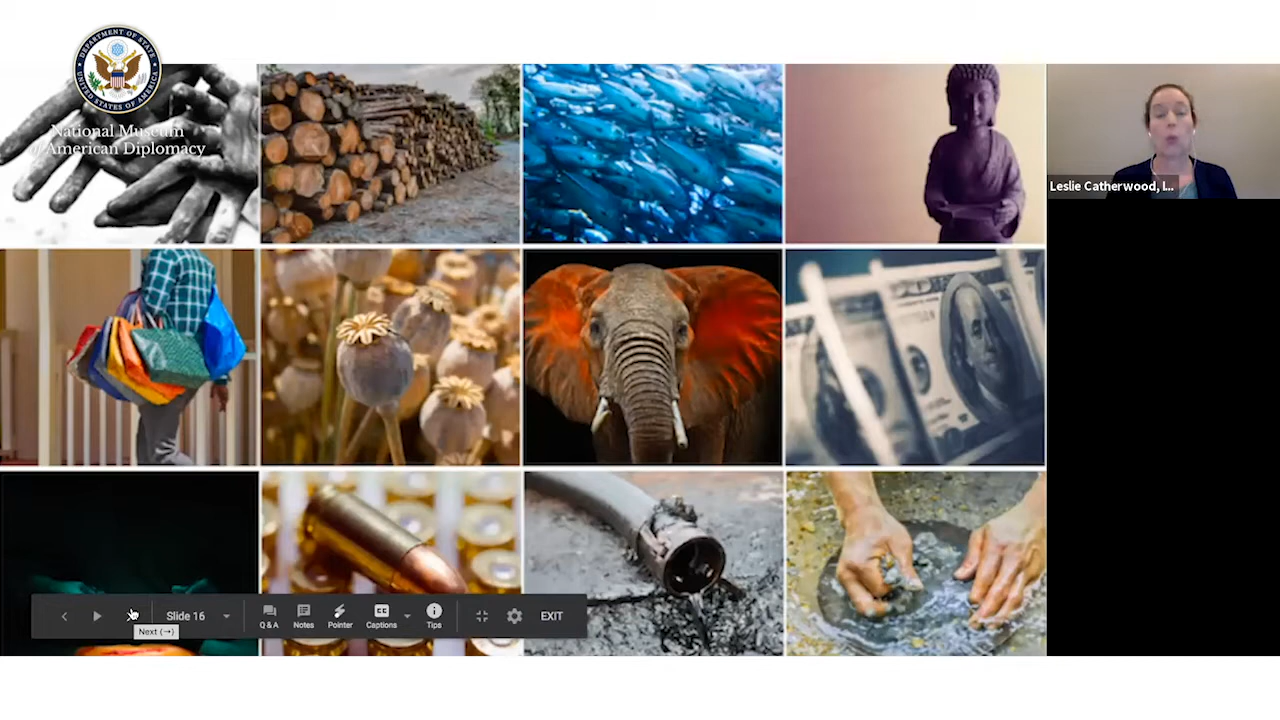 DEPARTMENT OF STATE
UNITED STATES OF AMERICA
National Museum
American Diplomacy
Leslie Catherwood, I...
Slide 16
Q & A
Notes
Pointer
Captions
Tips
EXIT
Next (→)